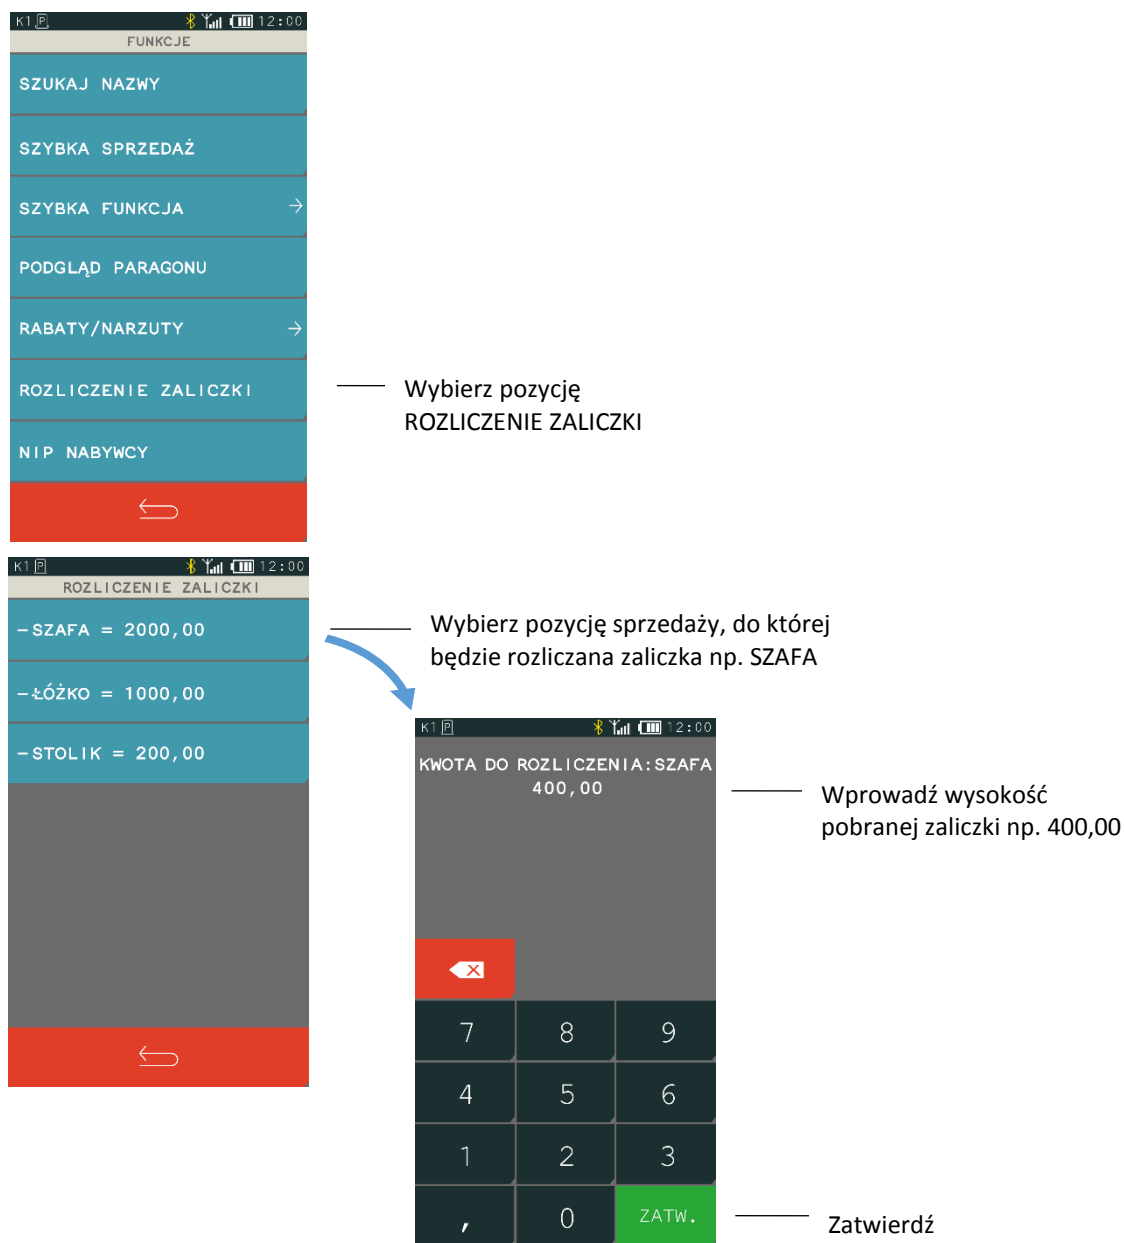 K1 P 12:00
FUNKCJE
SZUKAJ NAZWY
SZYBKA SPRZEDAŻ
SZYBKA FUNKCJA →
PODGLĄD PARAGONU
RABATY/NARZUTY →
ROZLICZENIE ZALICZKI
NIP NABYWCY
Wybierz pozycję
ROZLICZENIE ZALICZKI
K1 P 12:00
ROZLICZENIE ZALICZKI
-SZAFA = 2000,00
-ŁÓŻKO = 1000,00
-STOLIK = 200,00
Wybierz pozycję sprzedaży, do której
będzie rozliczana zaliczka np. SZAFA
K1 P 12:00
KWOTA DO ROZLICZENIA:SZAFA
400,00
Wprowadź wysokość
pobranej zaliczki np. 400,00
7 8 9
4 5 6
1 2 3
, 0 ZATW.
Zatwierdź